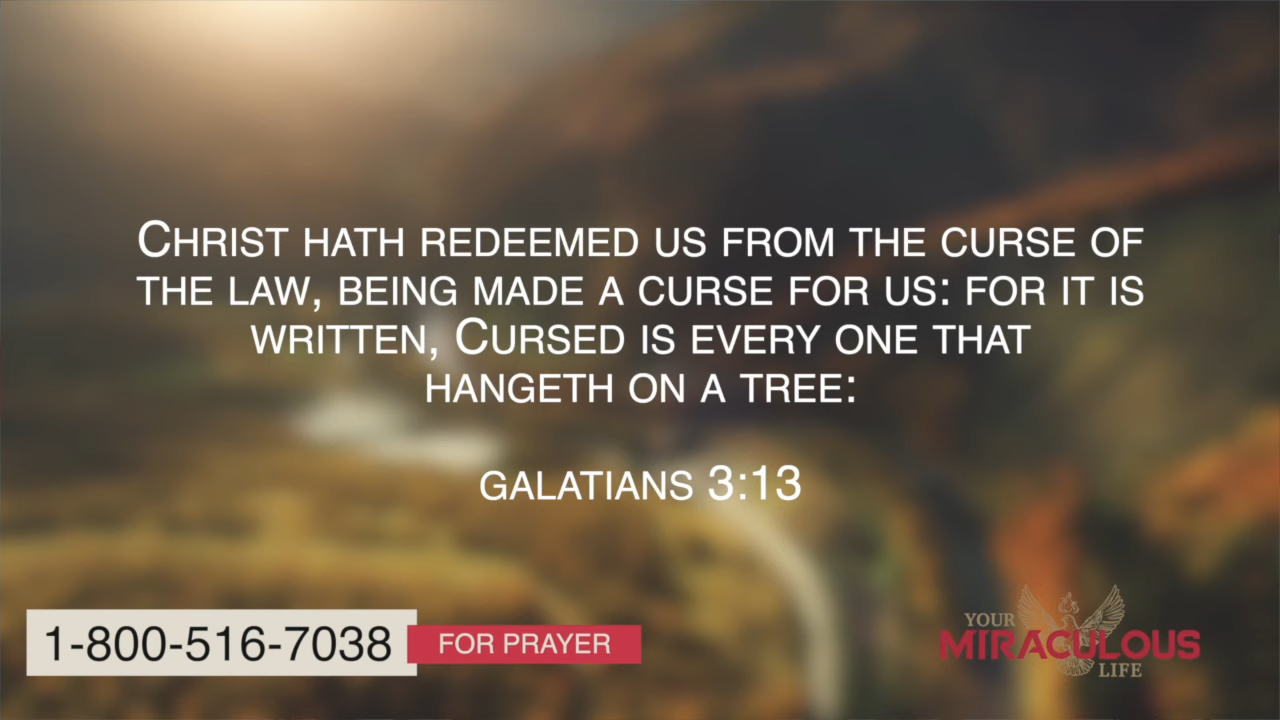 Christ hath redeemed us from the curse of
the law, being made a curse for us: for it is
written, Cursed is every one that
hangeth on a tree:
galatians 3:13
1-800-516-7038 FOR PRAYER
YOUR
MIRACULOUS
LIFE